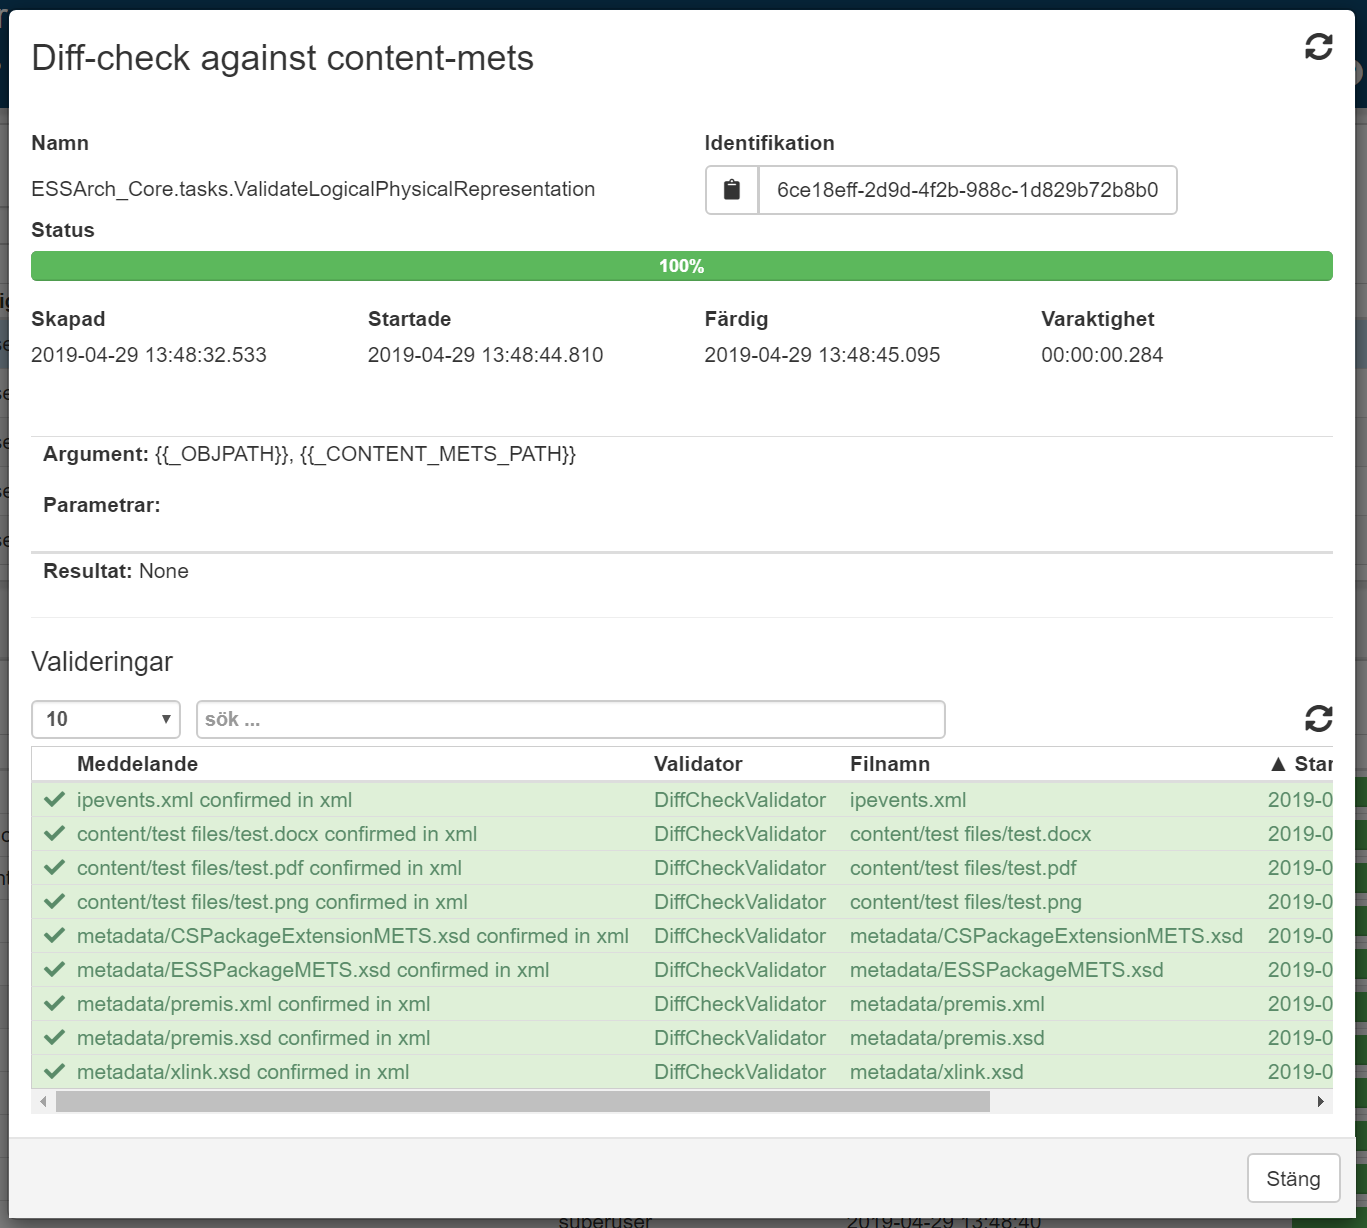 Diff-check against content-mets
Namn
Identifikation
ESSArch_Core.tasks.ValidateLogicalPhysicalRepresentation
6ce18eff-2d9d-4f2b-988c-1d829b72b8b0
Status
100%
Skapad Startade Färdig Varaktighet
2019-04-29 13:48:32.533 2019-04-29 13:48:44.810 2019-04-29 13:48:45.095 00:00:00.284
Argument: {{_OBJPATH}}, {{_CONTENT_METS_PATH}}
Parametrar:
Resultat: None
Valideringar
10 sök ...
Meddelande Validator Filnamn ▲ Star
ipevents.xml confirmed in xml DiffCheckValidator ipevents.xml 2019-0
content/test files/test.docx confirmed in xml DiffCheckValidator content/test files/test.docx 2019-0
content/test files/test.pdf confirmed in xml DiffCheckValidator content/test files/test.pdf 2019-0
content/test files/test.png confirmed in xml DiffCheckValidator content/test files/test.png 2019-0
metadata/CSPackageExtensionMETS.xsd confirmed in xml DiffCheckValidator metadata/CSPackageExtensionMETS.xsd 2019-0
metadata/ESSPackageMETS.xsd confirmed in xml DiffCheckValidator metadata/ESSPackageMETS.xsd 2019-0
metadata/premis.xml confirmed in xml DiffCheckValidator metadata/premis.xml 2019-0
metadata/premis.xsd confirmed in xml DiffCheckValidator metadata/premis.xsd 2019-0
metadata/xlink.xsd confirmed in xml DiffCheckValidator metadata/xlink.xsd 2019-0
Stäng
superuser 2019-04-29 13:48:40